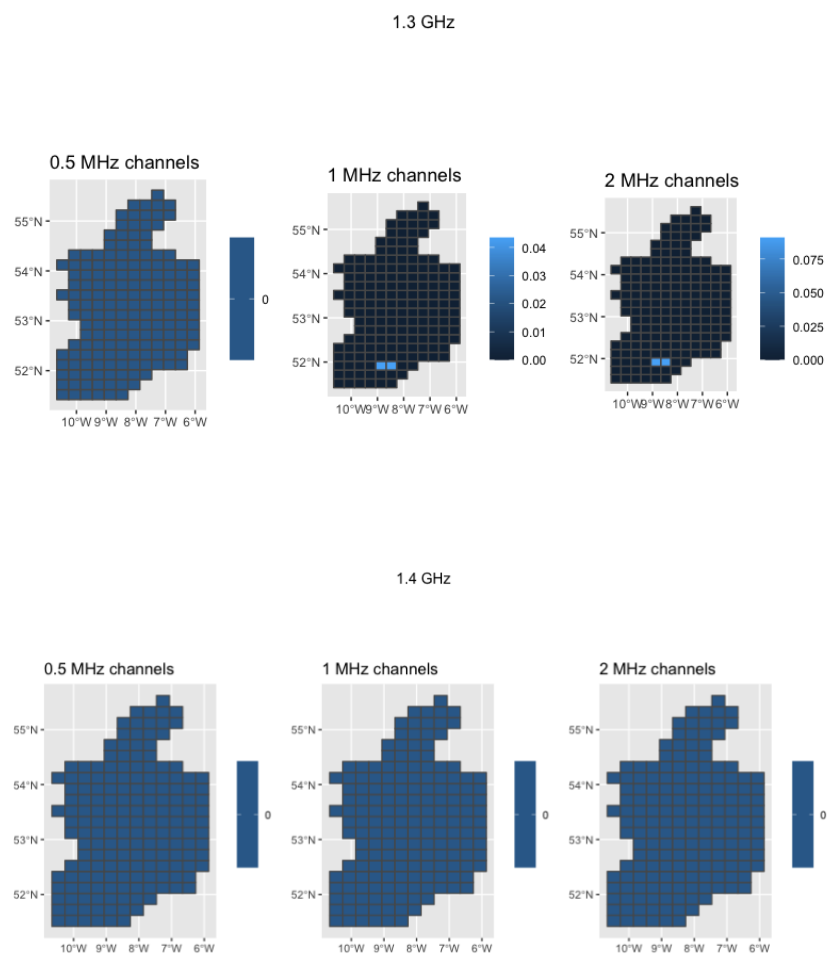 1.3 GHz
0.5 MHz channels
55°N
54°N
53°N
52°N
10°W 9°W 8°W 7°W 6°W
0
1 MHz channels
55°N
54°N
53°N
52°N
10°W 9°W 8°W 7°W 6°W
0.04
0.03
0.02
0.01
0.00
2 MHz channels
55°N
54°N
53°N
52°N
10°W 9°W 8°W 7°W 6°W
0.075
0.050
0.025
0.000
1.4 GHz
0.5 MHz channels
55°N
54°N
53°N
52°N
10°W 9°W 8°W 7°W 6°W
0
1 MHz channels
55°N
54°N
53°N
52°N
10°W 9°W 8°W 7°W 6°W
0
2 MHz channels
55°N
54°N
53°N
52°N
10°W 9°W 8°W 7°W 6°W
0